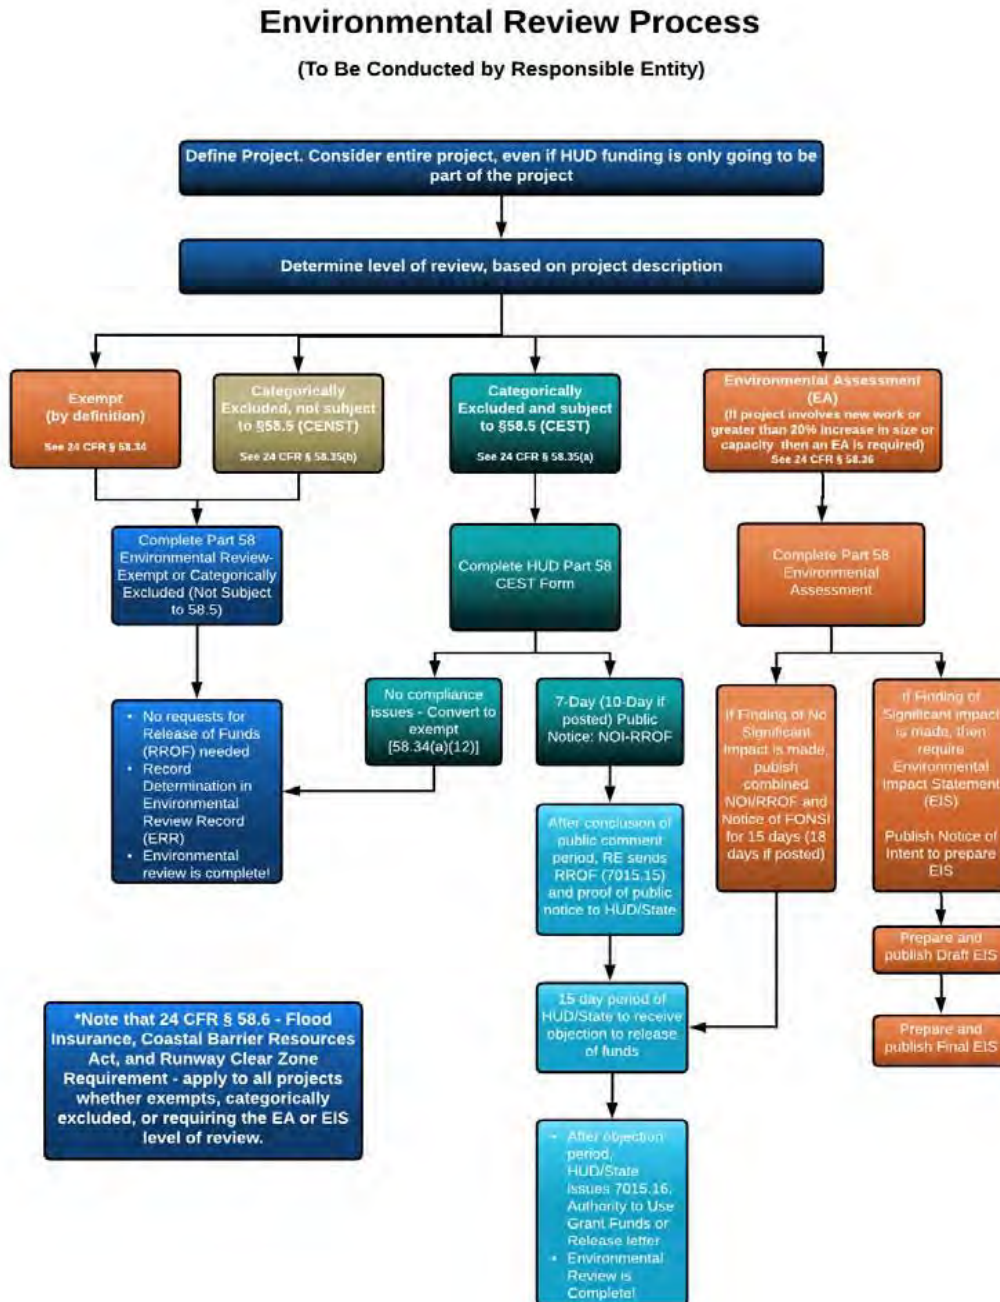 Environmental Review Process
(To Be Conducted by Responsible Entity)
Define Project. Consider entire project, even if HUD funding is only going to be
part of the project
Determine level of review, based on project description
Exempt
(by definition)
See 24 CFR § 58.34
Categorically
Excluded, not subject
to §58.5 (CENST)
See 24 CFR § 58.35(b)
Categorically
Excluded and subject
to §58.5 (CEST)
See 24 CFR § 58.35(a)
Environmental Assessment
(EA)
(If project involves new work or
greater than 20% increase in size or
capacity then an EA is required)
See 24 CFR § 58.36
Complete Part 58
Environmental Review-
Exempt or Categorically
Excluded (Not Subject
to 58.5)
Complete HUD Part 58
CEST Form
Complete Part 58
Environmental
Assessment
• No requests for
Release of Funds
(RROF) needed
• Record
Determination in
Environmental
Review Record
(ERR)
• Environmental
review is complete!
No compliance
issues - Convert to
exempt
[58.34(a)(12)]
7-Day (10-Day if
posted) Public
Notice: NOI-RROF
If Finding of No
Significant
Impact is made,
publish
combined
NOI/RROF and
Notice of FONSI
for 15 days (18
days if posted)
If Finding of
Significant impact
is made, then
require
Environmental
Impact Statement
(EIS)
Publish Notice of
Intent to prepare
EIS
After conclusion of
public comment
period, RE sends
RROF (7015.15)
and proof of public
notice to HUD/State
Prepare and
publish Draft EIS
15 day period of
HUD/State to receive
objection to release
of funds
Prepare and
publish Final EIS
*Note that 24 CFR § 58.6 - Flood
Insurance, Coastal Barrier Resources
Act, and Runway Clear Zone
Requirement - apply to all projects
whether exempts, categorically
excluded, or requiring the EA or EIS
level of review.
• After objection
period,
HUD/State
issues 7015.16,
Authority to Use
Grant Funds or
Release letter
• Environmental
Review is
Complete!